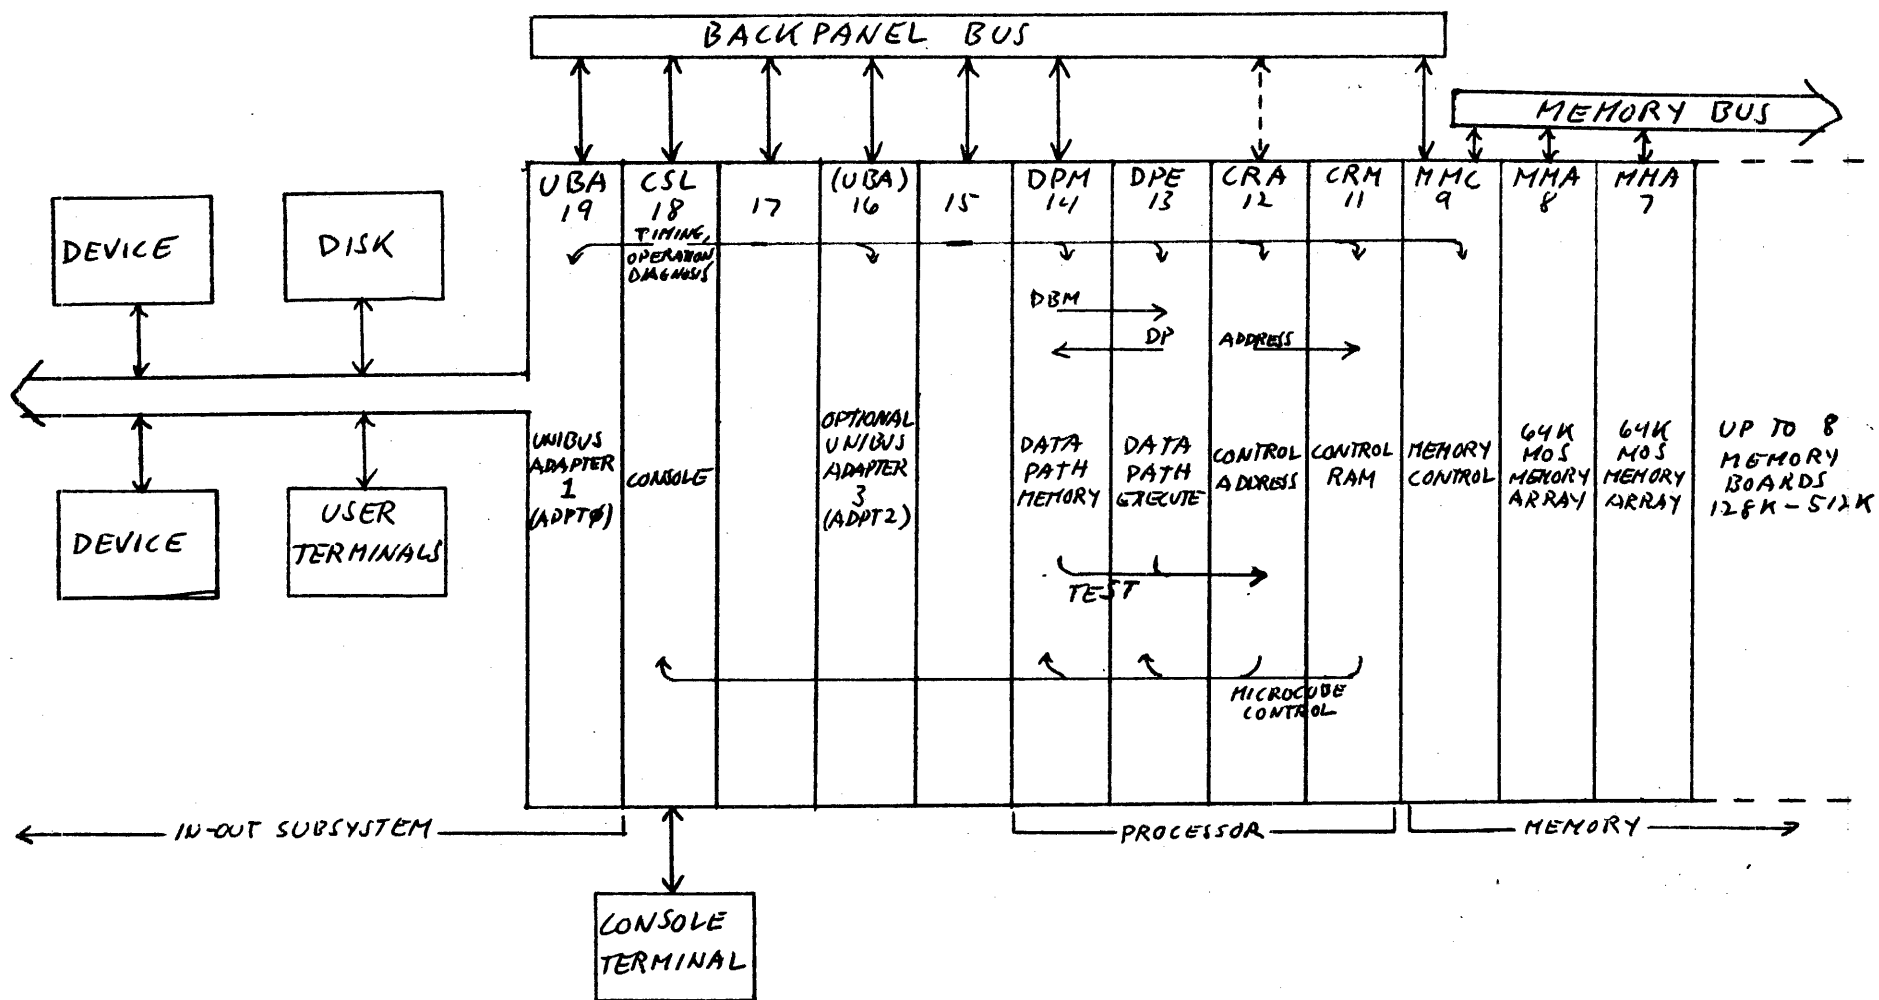 BACKPANEL BUS
MEMORY BUS
UBA
19
CSL
18
17
(UBA)
16
15
DPM
14
DPE
13
CRA
12
CRM
11
MMC
9
MMA
8
MMA
7
TIMING,
OPERATION
DIAGNOSIS
DEVICE
DISK
DBM
DP
ADDRESS
UNIBUS
ADAPTER
1
(ADPT0)
CONSOLE
OPTIONAL
UNIBUS
ADAPTER
3
(ADPT2)
DATA
PATH
MEMORY
DATA
PATH
EXECUTE
CONTROL
ADDRESS
CONTROL
RAM
MEMORY
CONTROL
64K
MOS
MEMORY
ARRAY
64K
MOS
MEMORY
ARRAY
UP TO 8
MEMORY
BOARDS
128K - 512K
DEVICE
USER
TERMINALS
TEST
MICROCODE
CONTROL
IN-OUT SUBSYSTEM
PROCESSOR
MEMORY
CONSOLE
TERMINAL